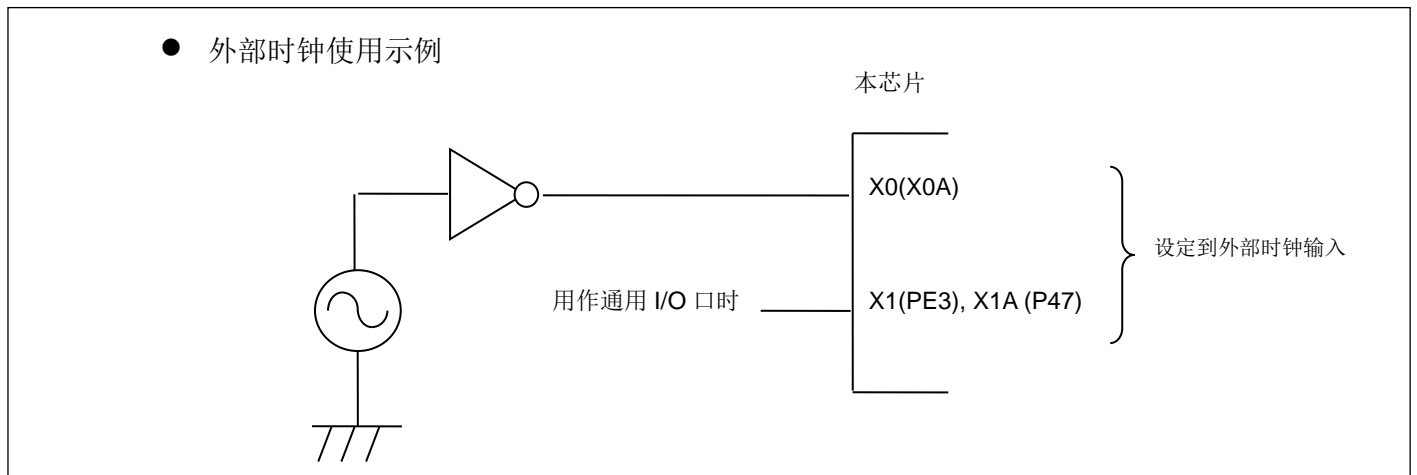 ● 外部时钟使用示例
本芯片
X0(X0A)
设定到外部时钟输入
用作通用 I/O 口时
X1(PE3), X1A (P47)